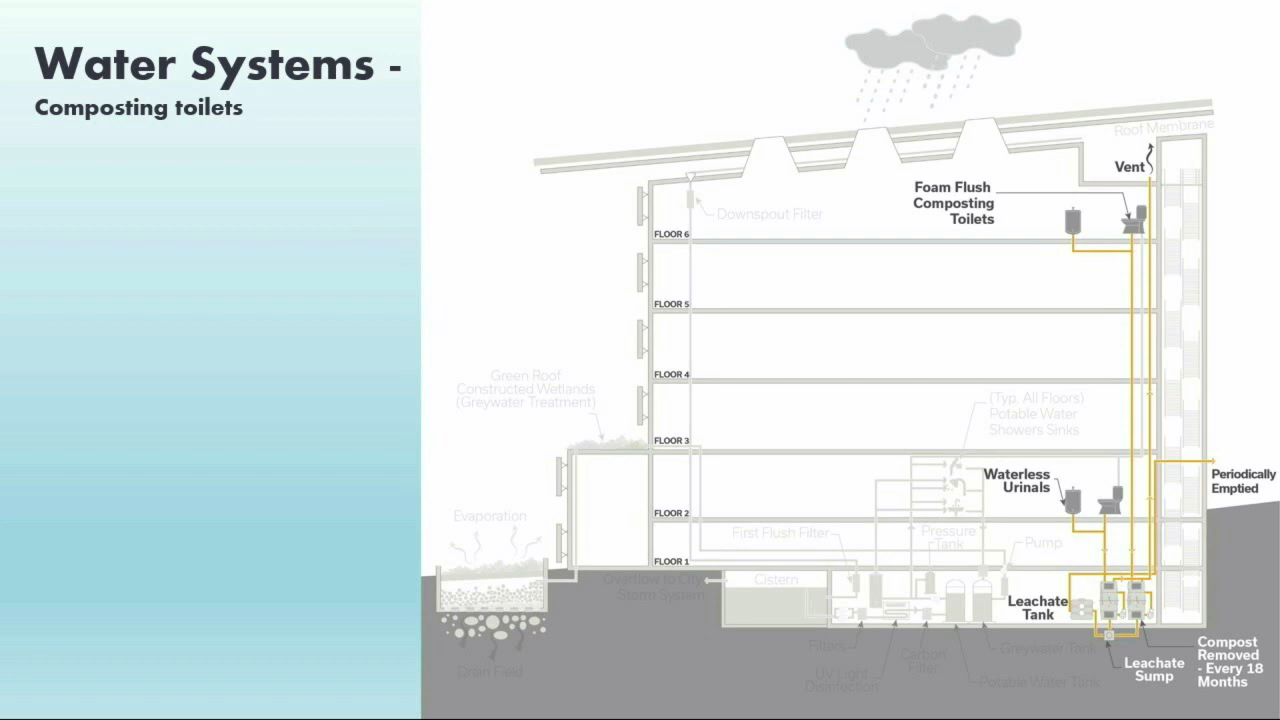 Water Systems -
Composting toilets
Roof Membrane
Vent
Foam Flush
Composting
Toilets
Downspout Filter
FLOOR 6
FLOOR 5
FLOOR 4
Green Roof
Constructed Wetlands
(Greywater Treatment)
(Typ. All Floors)
Potable Water
Showers Sinks
FLOOR 3
Waterless
Urinals
Periodically
Emptied
FLOOR 2
Evaporation
First Flush Filter
Pressure
Tank
Pump
FLOOR 1
Overflow to City
Storm System
Cistern
Leachate
Tank
Filters
Greywater Tank
Compost
Removed
- Every 18
Months
Carbon
Filter
Leachate
Sump
Drain Field
UV Light
Disinfection
Potable Water Tank